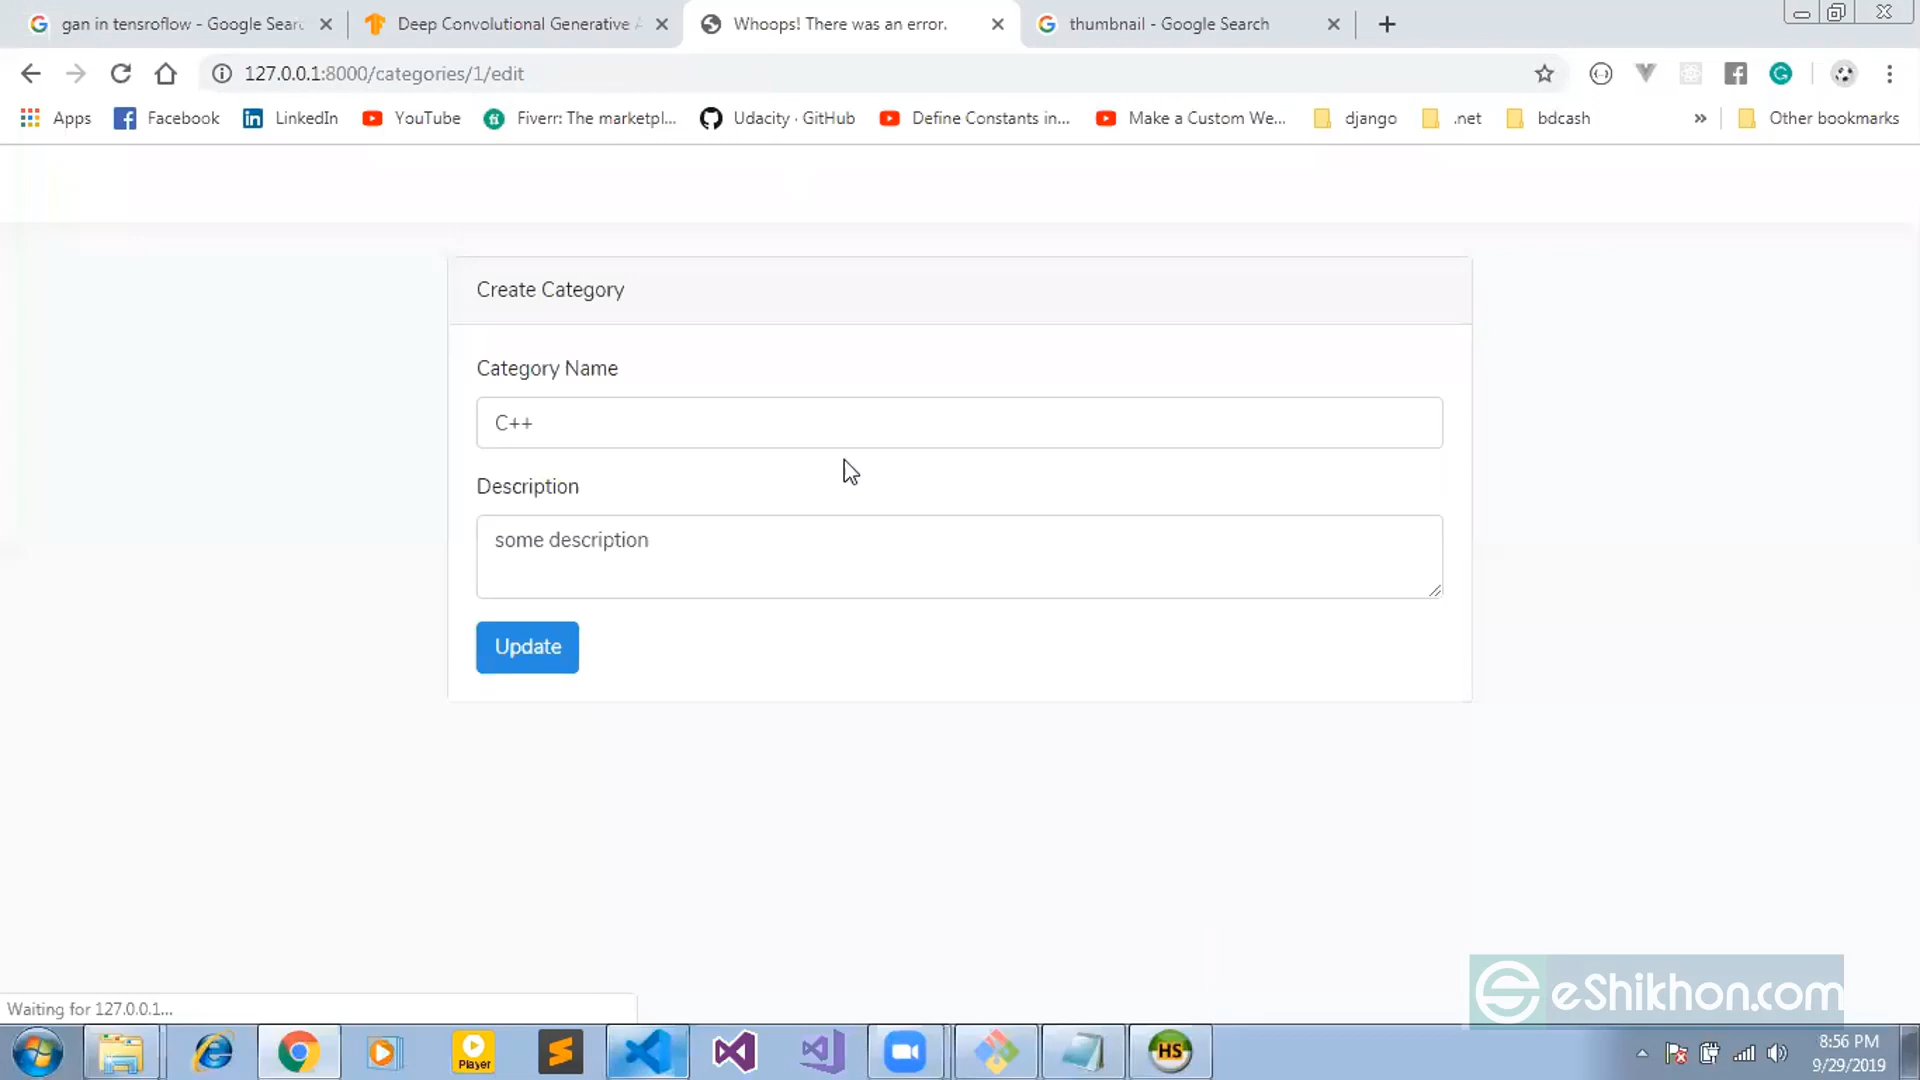 gan in tensroflow - Google Searc
Deep Convolutional Generative A
Whoops! There was an error.
thumbnail - Google Search
127.0.0.1:8000/categories/1/edit
Apps
Facebook
LinkedIn
YouTube
Fiverr: The marketpl...
Udacity · GitHub
Define Constants in...
Make a Custom We...
django
.net
bdcash
»
Other bookmarks
Create Category
Category Name
C++
Description
some description
Update
eShikhon.com
Waiting for 127.0.0.1...
Player
HS
8:56 PM
9/29/2019